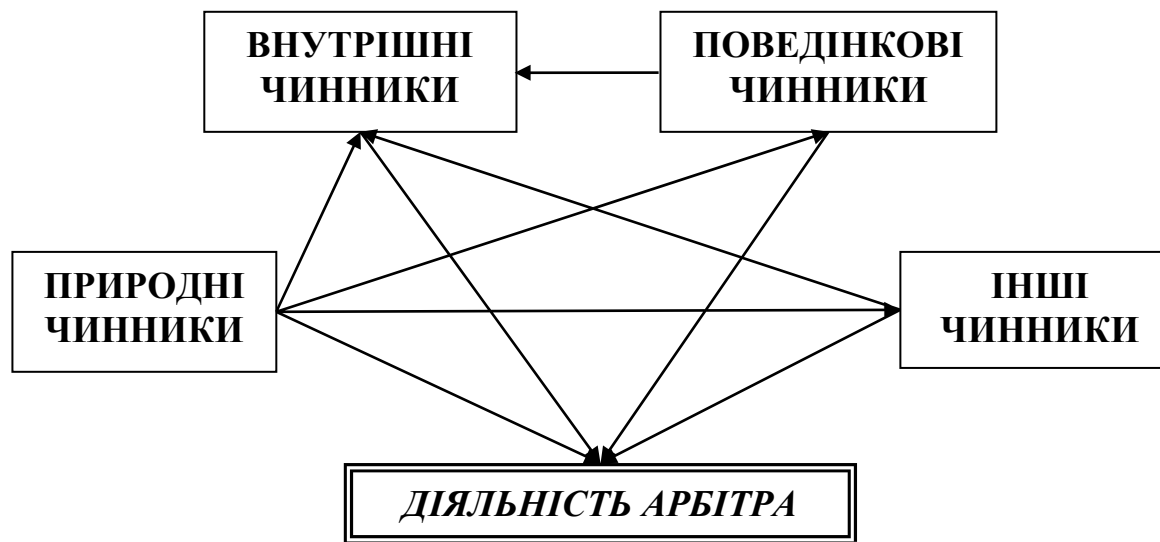 ВНУТРІШНІ
ЧИННИКИ
ПОВЕДІНКОВІ
ЧИННИКИ
ПРИРОДНІ
ЧИННИКИ
ІНШІ
ЧИННИКИ
ДІЯЛЬНІСТЬ АРБІТРА